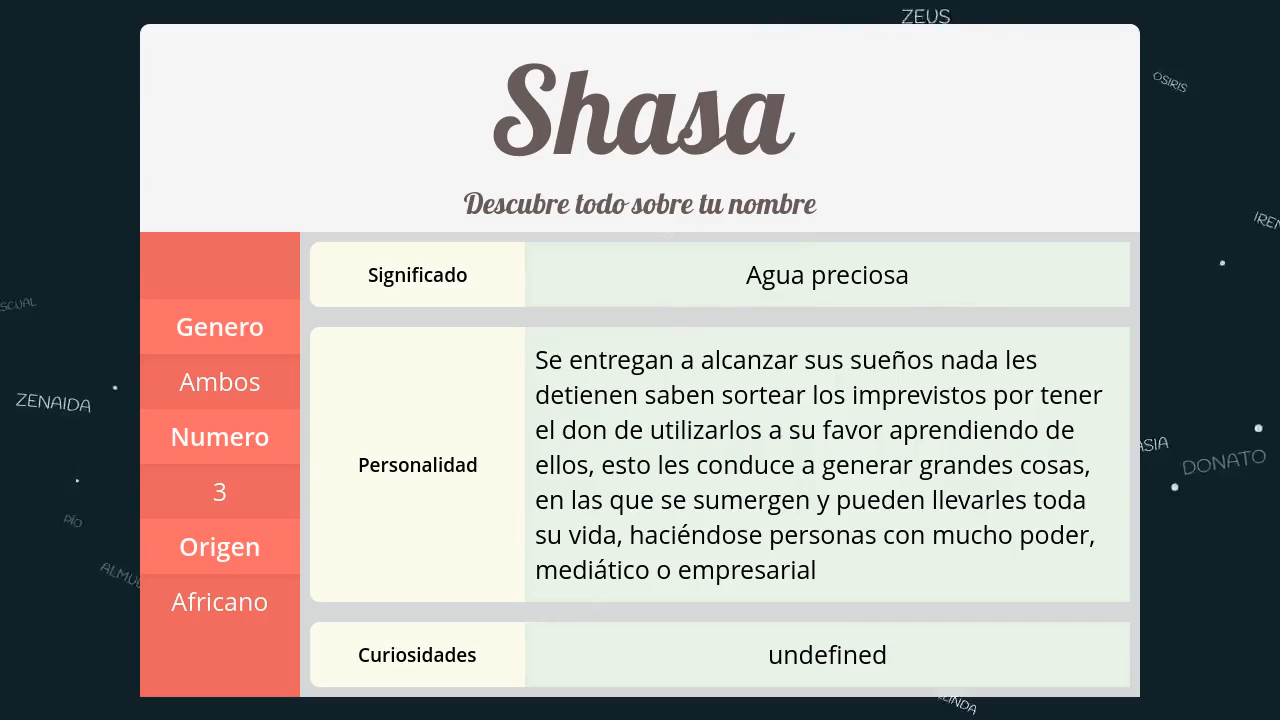 ZEUS
OSIRIS
Shasa
Descubre todo sobre tu nombre
Significado
Agua preciosa
Genero
Ambos
Numero
3
Origen
Africano
Personalidad
Se entregan a alcanzar sus sueños nada les
detienen saben sortear los imprevistos por tener
el don de utilizarlos a su favor aprendiendo de
ellos, esto les conduce a generar grandes cosas,
en las que se sumergen y pueden llevarles toda
su vida, haciéndose personas con mucho poder,
mediático o empresarial
Curiosidades
undefined
ZENAIDA
PÍO
DONATO